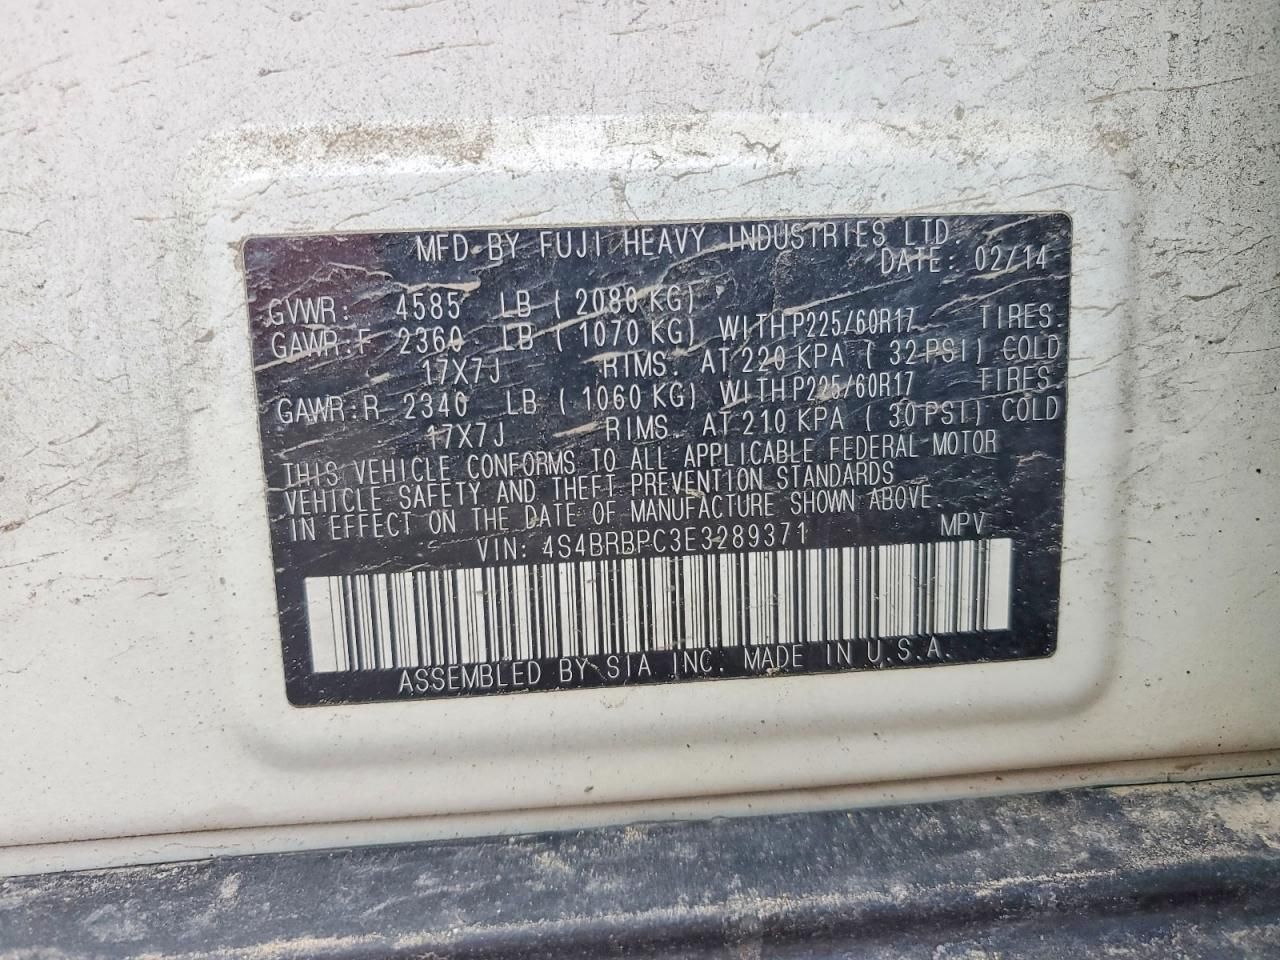 MFD BY FUJI HEAVY INDUSTRIES LTD.
DATE: 02/14
GVWR: 4585 LB ( 2080 KG)
GAWR:F 2360 LB ( 1070 KG) WITH P225/60R17 TIRES.
17X7J RIMS. AT 220 KPA ( 32 PSI) COLD
GAWR:R 2340 LB ( 1060 KG) WITH P225/60R17 TIRES.
17X7J RIMS. AT 210 KPA ( 30 PSI) COLD
THIS VEHICLE CONFORMS TO ALL APPLICABLE FEDERAL MOTOR
VEHICLE SAFETY AND THEFT PREVENTION STANDARDS
IN EFFECT ON THE DATE OF MANUFACTURE SHOWN ABOVE.
VIN: 4S4BRBPC3E3289371 MPV
ASSEMBLED BY SIA INC. MADE IN U.S.A.